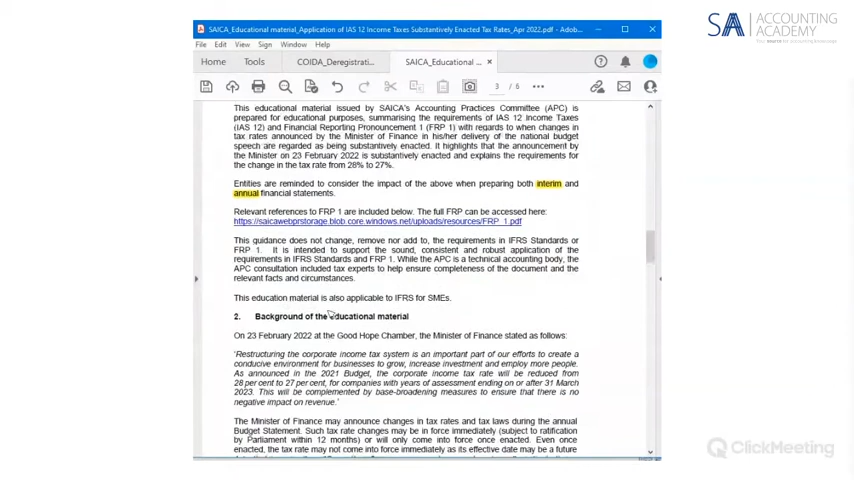 SAICA_Educational material_Application of IAS 12 Income Taxes Substantively Enacted Tax Rates_Apr 2022.pdf - Adob...
SA ACCOUNTING
ACADEMY
File Edit View Sign Window Help
Home Tools COIDA_Deregistrati... SAICA_Educational ... ×
3 / 6
This educational material issued by SAICA's Accounting Practices Committee (APC) is
prepared for educational purposes, summarising the requirements of IAS 12 Income Taxes
(IAS 12) and Financial Reporting Pronouncement 1 (FRP 1) with regards to when changes in
tax rates announced by the Minister of Finance in his/her delivery of the national budget
speech are regarded as being substantively enacted. It highlights that the announcement by
the Minister on 23 February 2022 is substantively enacted and explains the requirements for
the change in the tax rate from 28% to 27%.
Entities are reminded to consider the impact of the above when preparing both interim and
annual financial statements.
Relevant references to FRP 1 are included below. The full FRP can be accessed here:
https://saicawebprstorage.blob.core.windows.net/uploads/resources/FRP_1.pdf
This guidance does not change, remove nor add to, the requirements in IFRS Standards or
FRP 1. It is intended to support the sound, consistent and robust application of the
requirements in IFRS Standards and FRP 1. While the APC is a technical accounting body, the
APC consultation included tax experts to help ensure completeness of the document and the
relevant facts and circumstances.
This education material is also applicable to IFRS for SMEs.
2. Background of the educational material
On 23 February 2022 at the Good Hope Chamber, the Minister of Finance stated as follows:
'Restructuring the corporate income tax system is an important part of our efforts to create a
conducive environment for businesses to grow, increase investment and employ more people.
As announced in the 2021 Budget, the corporate income tax rate will be reduced from
28 per cent to 27 per cent, for companies with years of assessment ending on or after 31 March
2023. This will be complemented by base-broadening measures to ensure that there is no
negative impact on revenue.'
The Minister of Finance may announce changes in tax rates and tax laws during the annual
Budget Statement. Such tax rate changes may be in force immediately (subject to ratification
by Parliament within 12 months) or will only come into force once enacted. Even once
enacted, the tax rate may not come into force immediately as its effective date may be a future
ClickMeeting